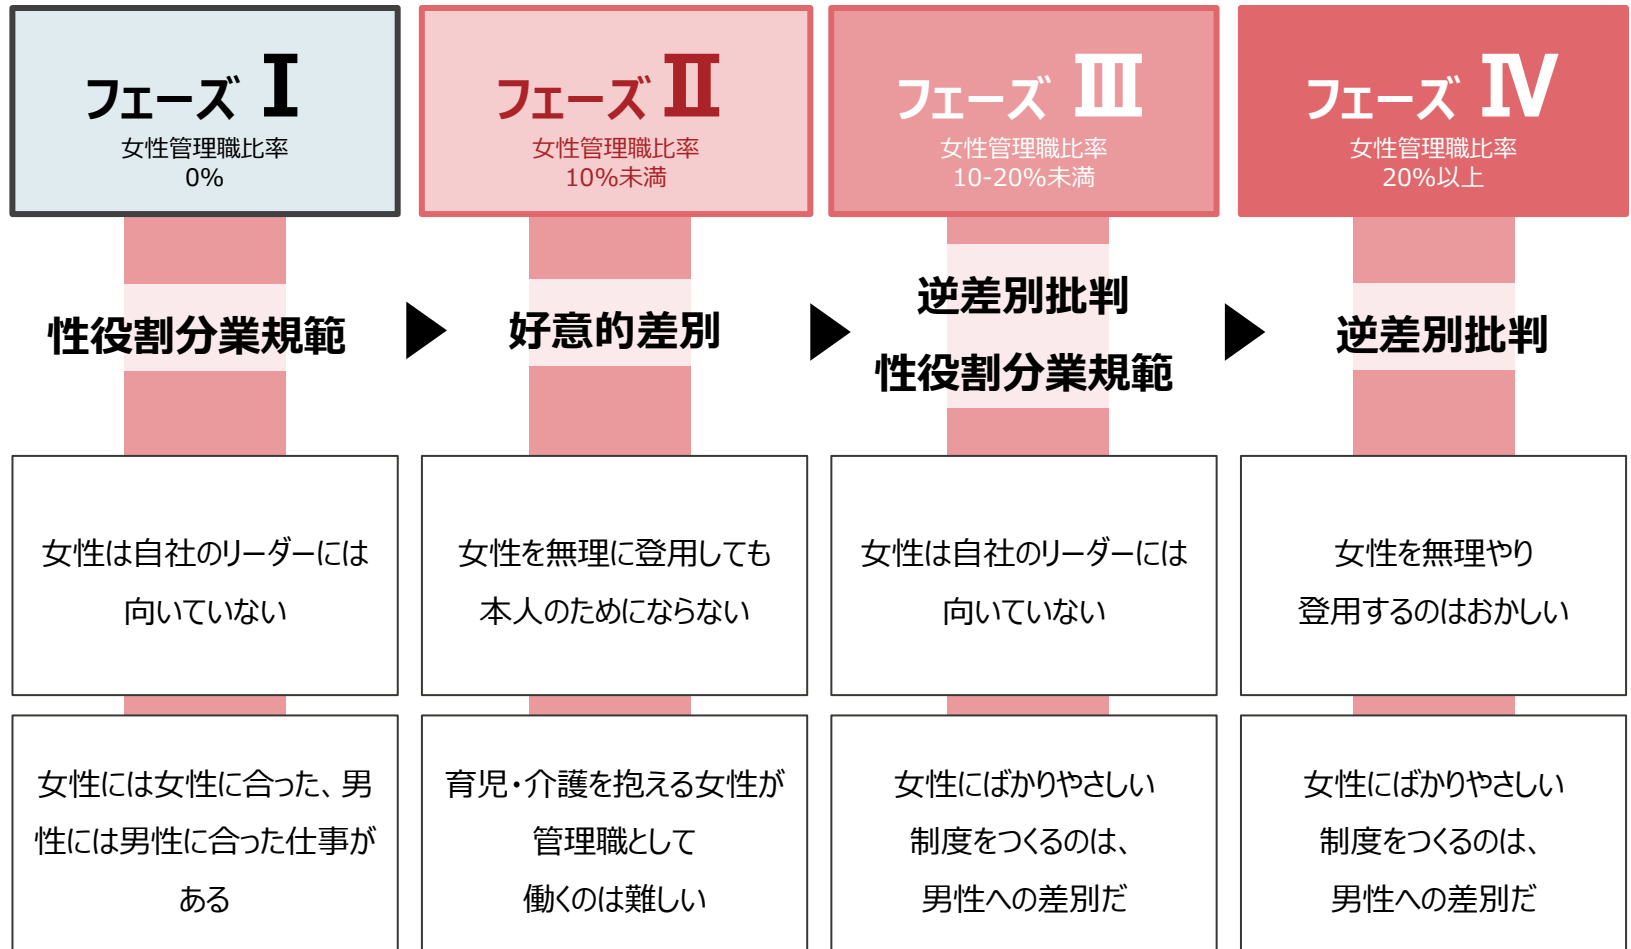 フェーズ Ⅰ
女性管理職比率
0%
フェーズ Ⅱ
女性管理職比率
10%未満
フェーズ Ⅲ
女性管理職比率
10-20%未満
フェーズ Ⅳ
女性管理職比率
20%以上
性役割分業規範
好意的差別
逆差別批判
性役割分業規範
逆差別批判
女性は自社のリーダーには
向いていない
女性を無理に登用しても
本人のためにならない
女性は自社のリーダーには
向いていない
女性を無理やり
登用するのはおかしい
女性には女性に合った、男
性には男性に合った仕事が
ある
育児・介護を抱える女性が
管理職として
働くのは難しい
女性にばかりやさしい
制度をつくるのは、
男性への差別だ
女性にばかりやさしい
制度をつくるのは、
男性への差別だ